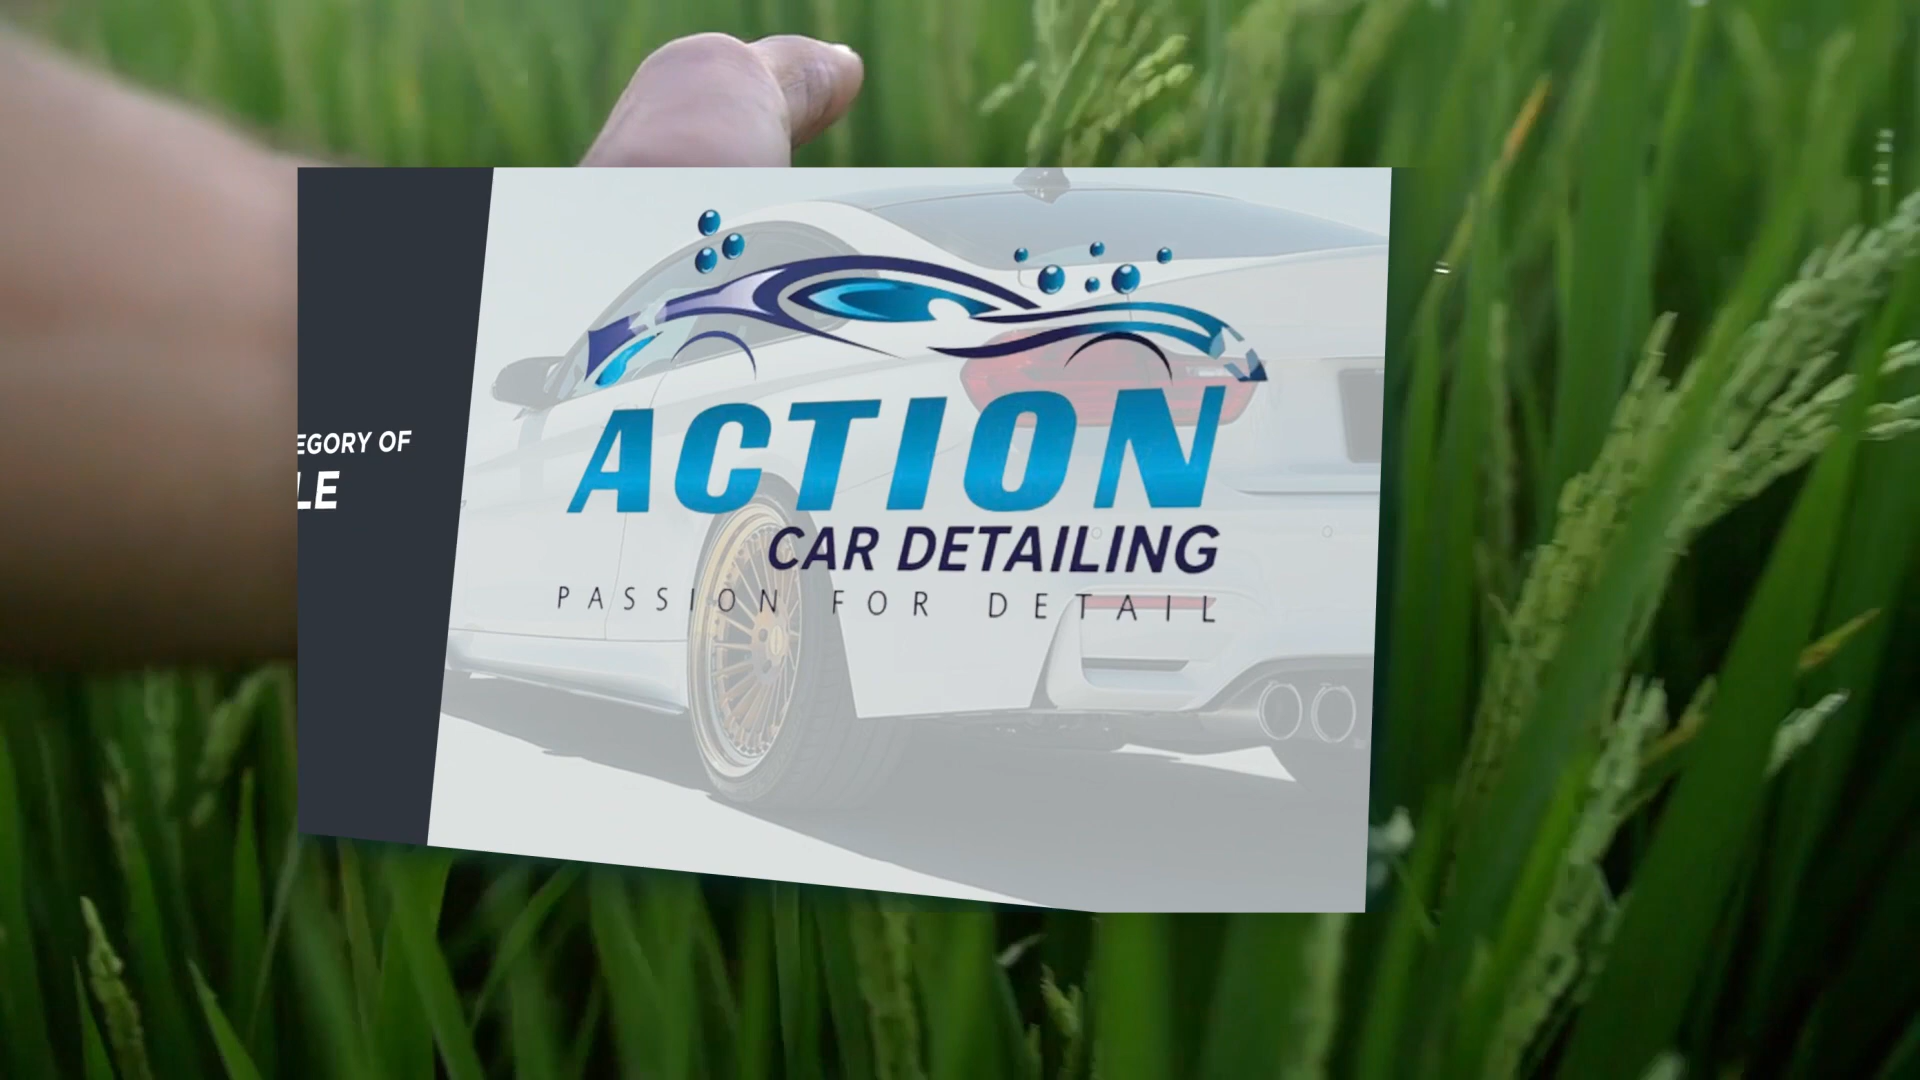 EGORY OF
LE
ACTION
CAR DETAILING
PASSION FOR DETAIL